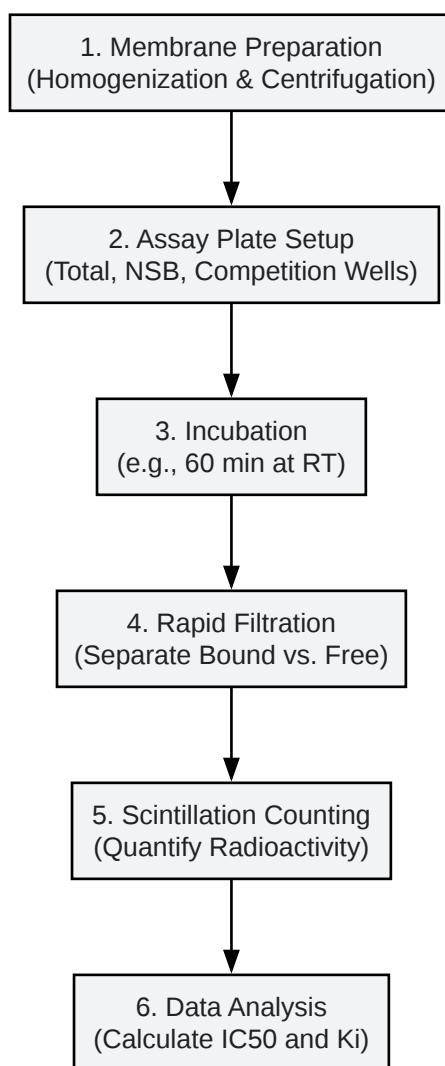 1. Membrane Preparation
(Homogenization & Centrifugation)
2. Assay Plate Setup
(Total, NSB, Competition Wells)
3. Incubation
(e.g., 60 min at RT)
4. Rapid Filtration
(Separate Bound vs. Free)
5. Scintillation Counting
(Quantify Radioactivity)
6. Data Analysis
(Calculate IC50 and Ki)